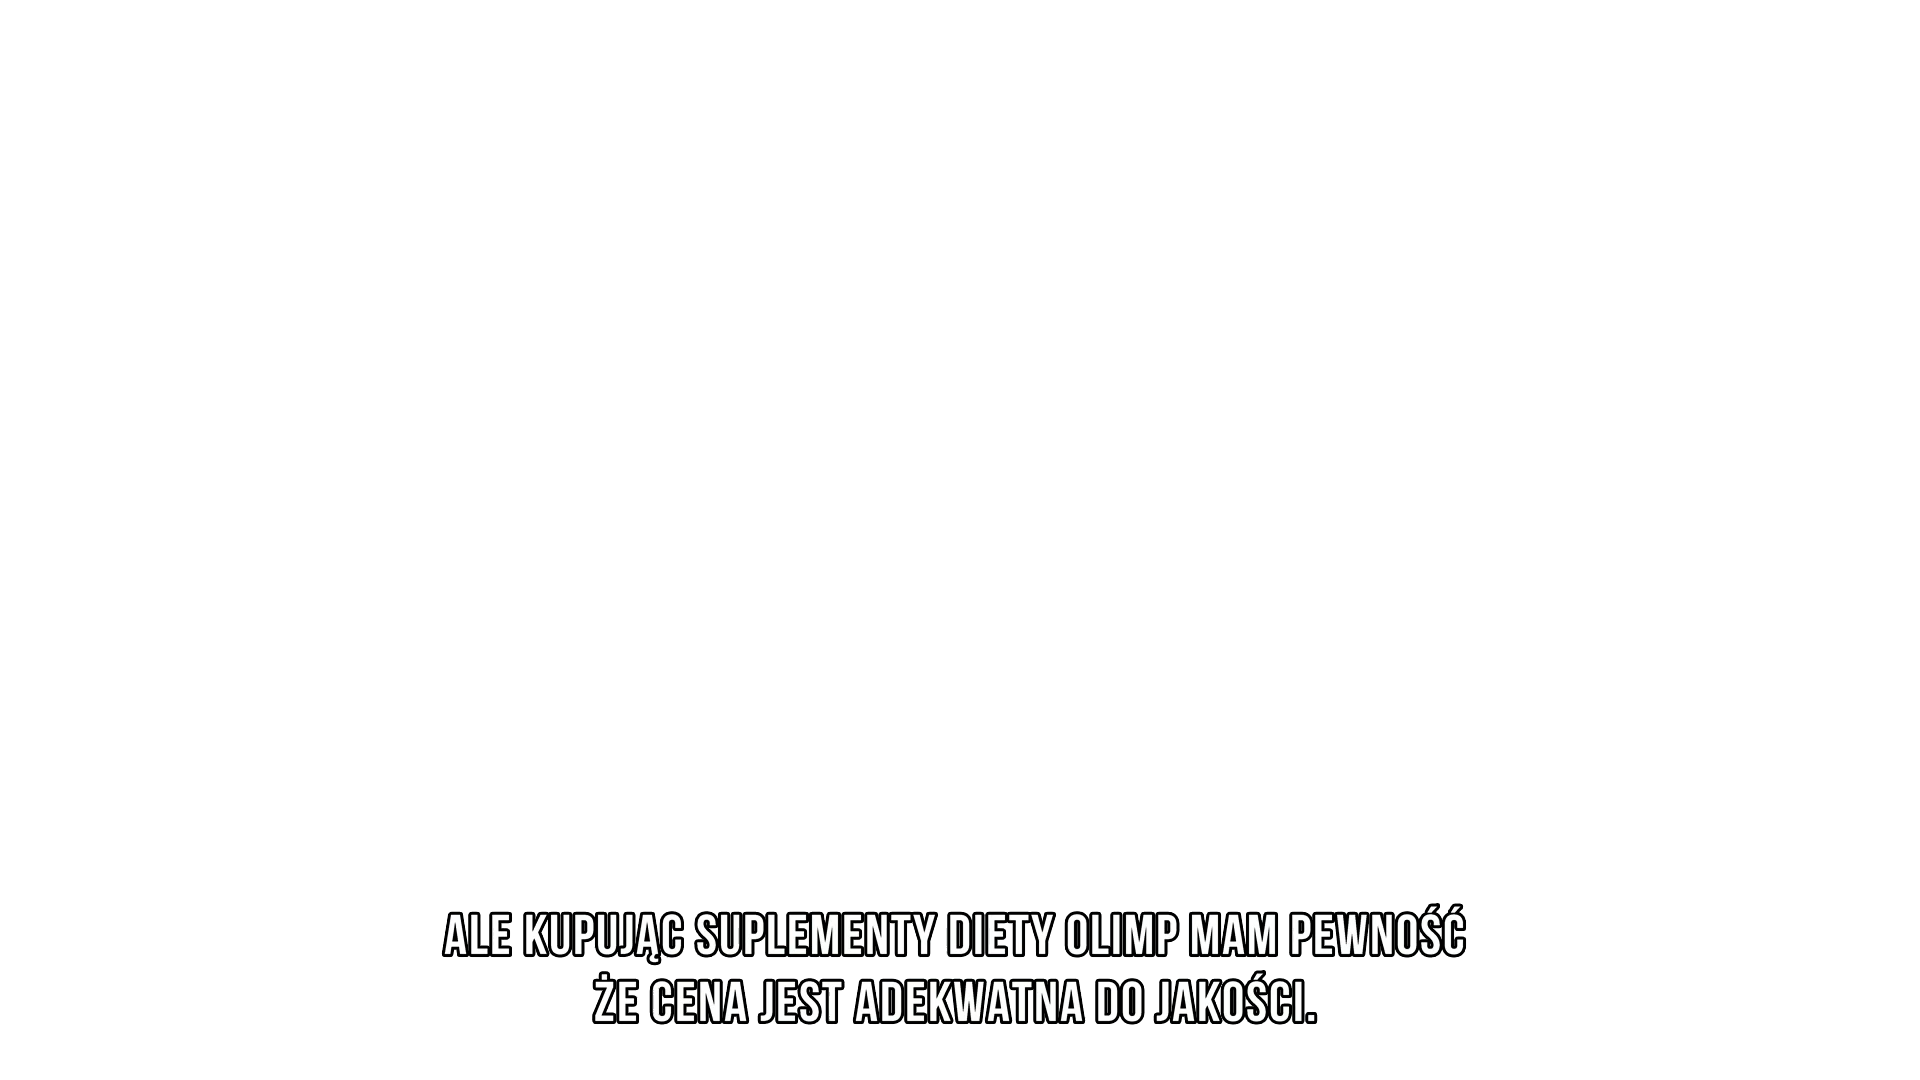 ALE KUPUJĄC SUPLEMENTY DIETY OLIMP MAM PEWNOŚĆ
ŻE CENA JEST ADEKWATNA DO JAKOŚCI.